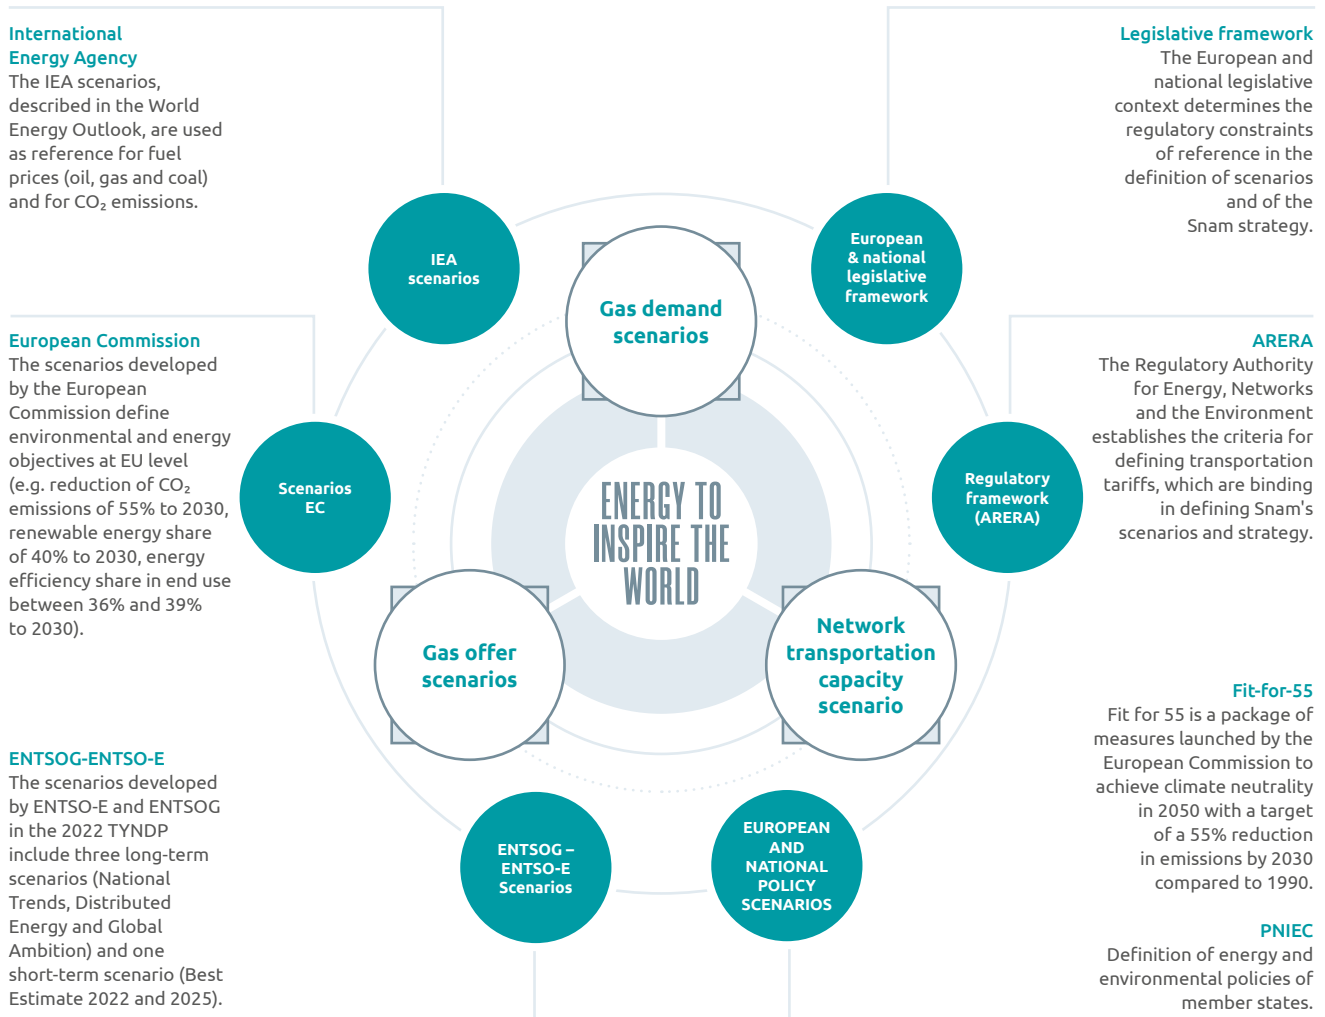 International
Energy Agency
The IEA scenarios,
described in the World
Energy Outlook, are used
as reference for fuel
prices (oil, gas and coal)
and for CO₂ emissions.
Legislative framework
The European and
national legislative
context determines the
regulatory constraints
of reference in the
definition of scenarios
and of the
Snam strategy.
IEA
scenarios
European
& national
legislative
framework
Gas demand
scenarios
European Commission
The scenarios developed
by the European
Commission define
environmental and energy
objectives at EU level
(e.g. reduction of CO₂
emissions of 55% to 2030,
renewable energy share
of 40% to 2030, energy
efficiency share in end use
between 36% and 39%
to 2030).
ARERA
The Regulatory Authority
for Energy, Networks
and the Environment
establishes the criteria for
defining transportation
tariffs, which are binding
in defining Snam's
scenarios and strategy.
Scenarios
EC
Regulatory
framework
(ARERA)
ENERGY TO
INSPIRE THE
WORLD
Gas offer
scenarios
Network
transportation
capacity
scenario
ENTSOG-ENTSO-E
The scenarios developed
by ENTSO-E and ENTSOG
in the 2022 TYNDP
include three long-term
scenarios (National
Trends, Distributed
Energy and Global
Ambition) and one
short-term scenario (Best
Estimate 2022 and 2025).
ENTSOG –
ENTSO-E
Scenarios
EUROPEAN
AND
NATIONAL
POLICY
SCENARIOS
Fit-for-55
Fit for 55 is a package of
measures launched by the
European Commission to
achieve climate neutrality
in 2050 with a target
of a 55% reduction
in emissions by 2030
compared to 1990.
PNIEC
Definition of energy and
environmental policies of
member states.